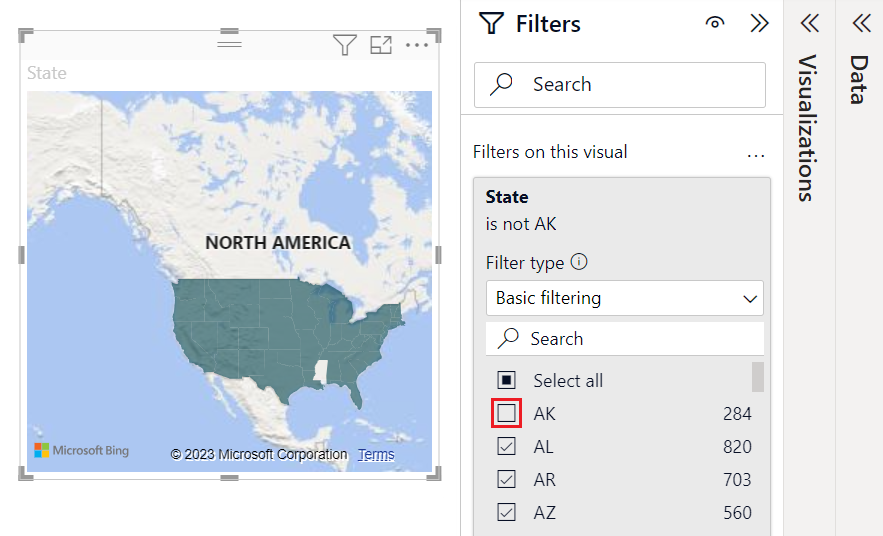 State
NORTH AMERICA
Microsoft Bing
© 2023 Microsoft Corporation Terms
Filters
Search
Filters on this visual
State
is not AK
Filter type
Basic filtering
Search
Select all
AK 284
AL 820
AR 703
AZ 560
Visualizations
Data